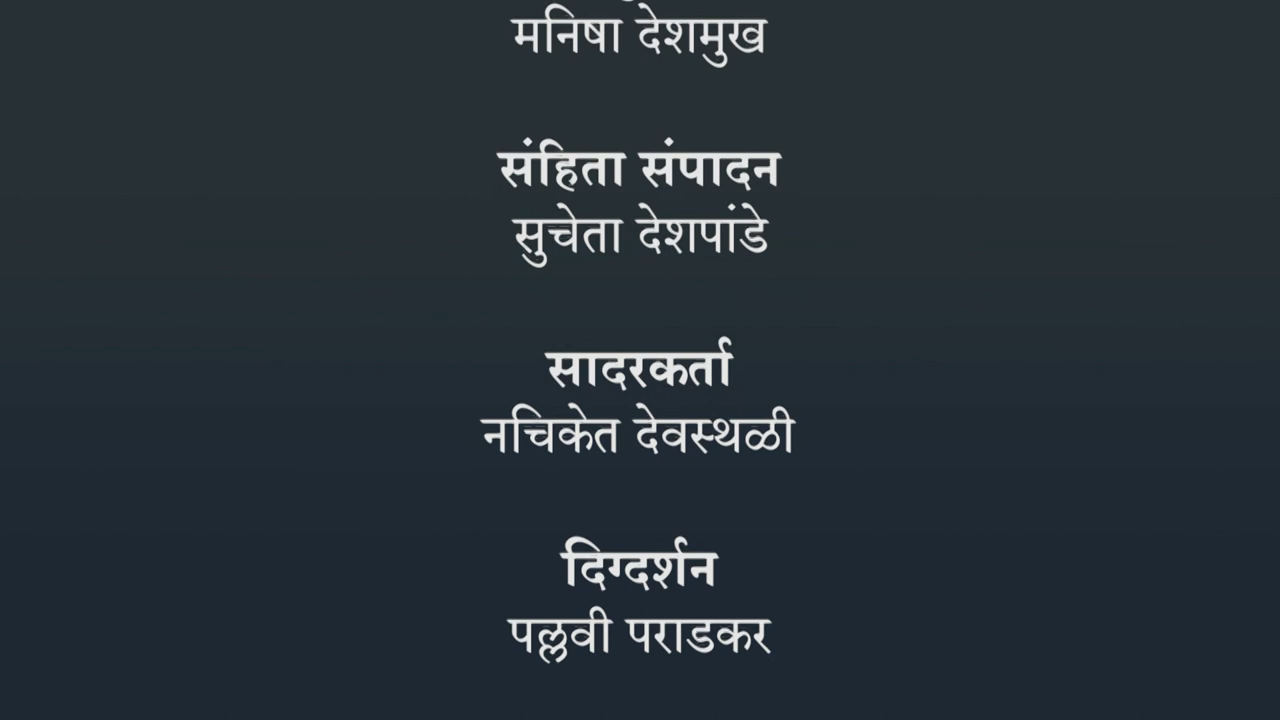 मनिषा देशमुख
संहिता संपादन
सुचेता देशपांडे
सादरकर्ता
नचिकेत देवस्थळी
दिग्दर्शन
पल्लवी पराडकर